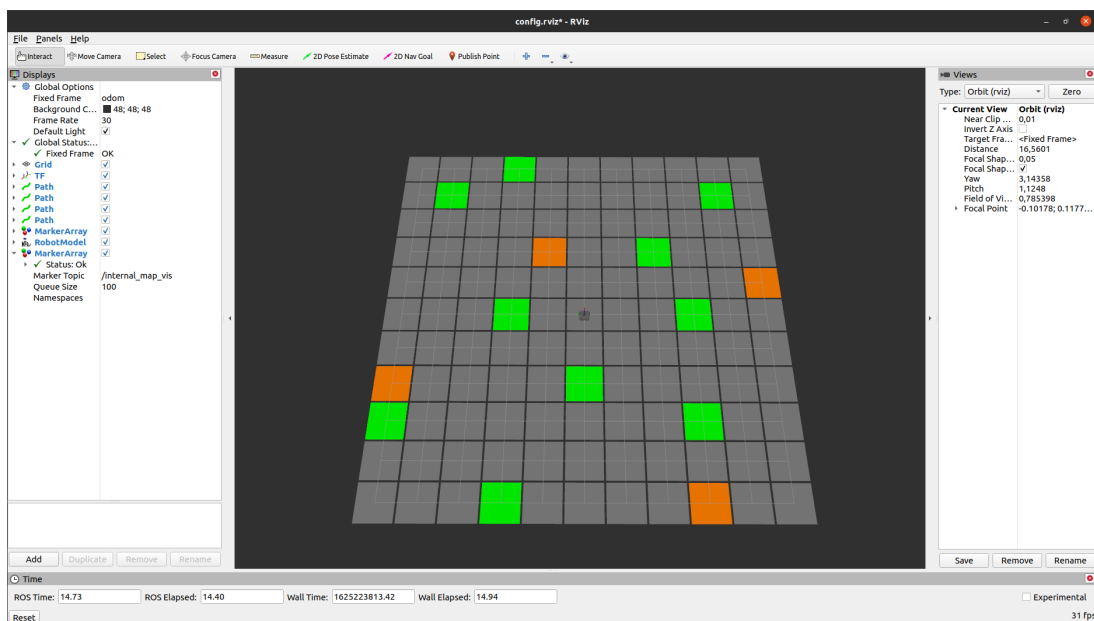 config.rviz* - RViz
File Panels Help
Interact Move Camera Select Focus Camera Measure 2D Pose Estimate 2D Nav Goal Publish Point
Displays
Global Options
Fixed Frame odom
Background C... 48; 48; 48
Frame Rate 30
Default Light
Global Status:...
Fixed Frame OK
Grid
TF
Path
Path
Path
Path
MarkerArray
RobotModel
MarkerArray
Status: Ok
Marker Topic /internal_map_vis
Queue Size 100
Namespaces
Add Duplicate Remove Rename
Views
Type: Orbit (rviz) Zero
Current View Orbit (rviz)
Near Clip ... 0,01
Invert Z Axis
Target Fra... <Fixed Frame>
Distance 16,5601
Focal Shap... 0,05
Focal Shap...
Yaw 3,14358
Pitch 1,1248
Field of Vi... 0,785398
Focal Point -0.10178; 0.1177...
Save Remove Rename
Time
ROS Time: 14.73 ROS Elapsed: 14.40 Wall Time: 1625223813.42 Wall Elapsed: 14.94 Experimental
Reset 31 fps